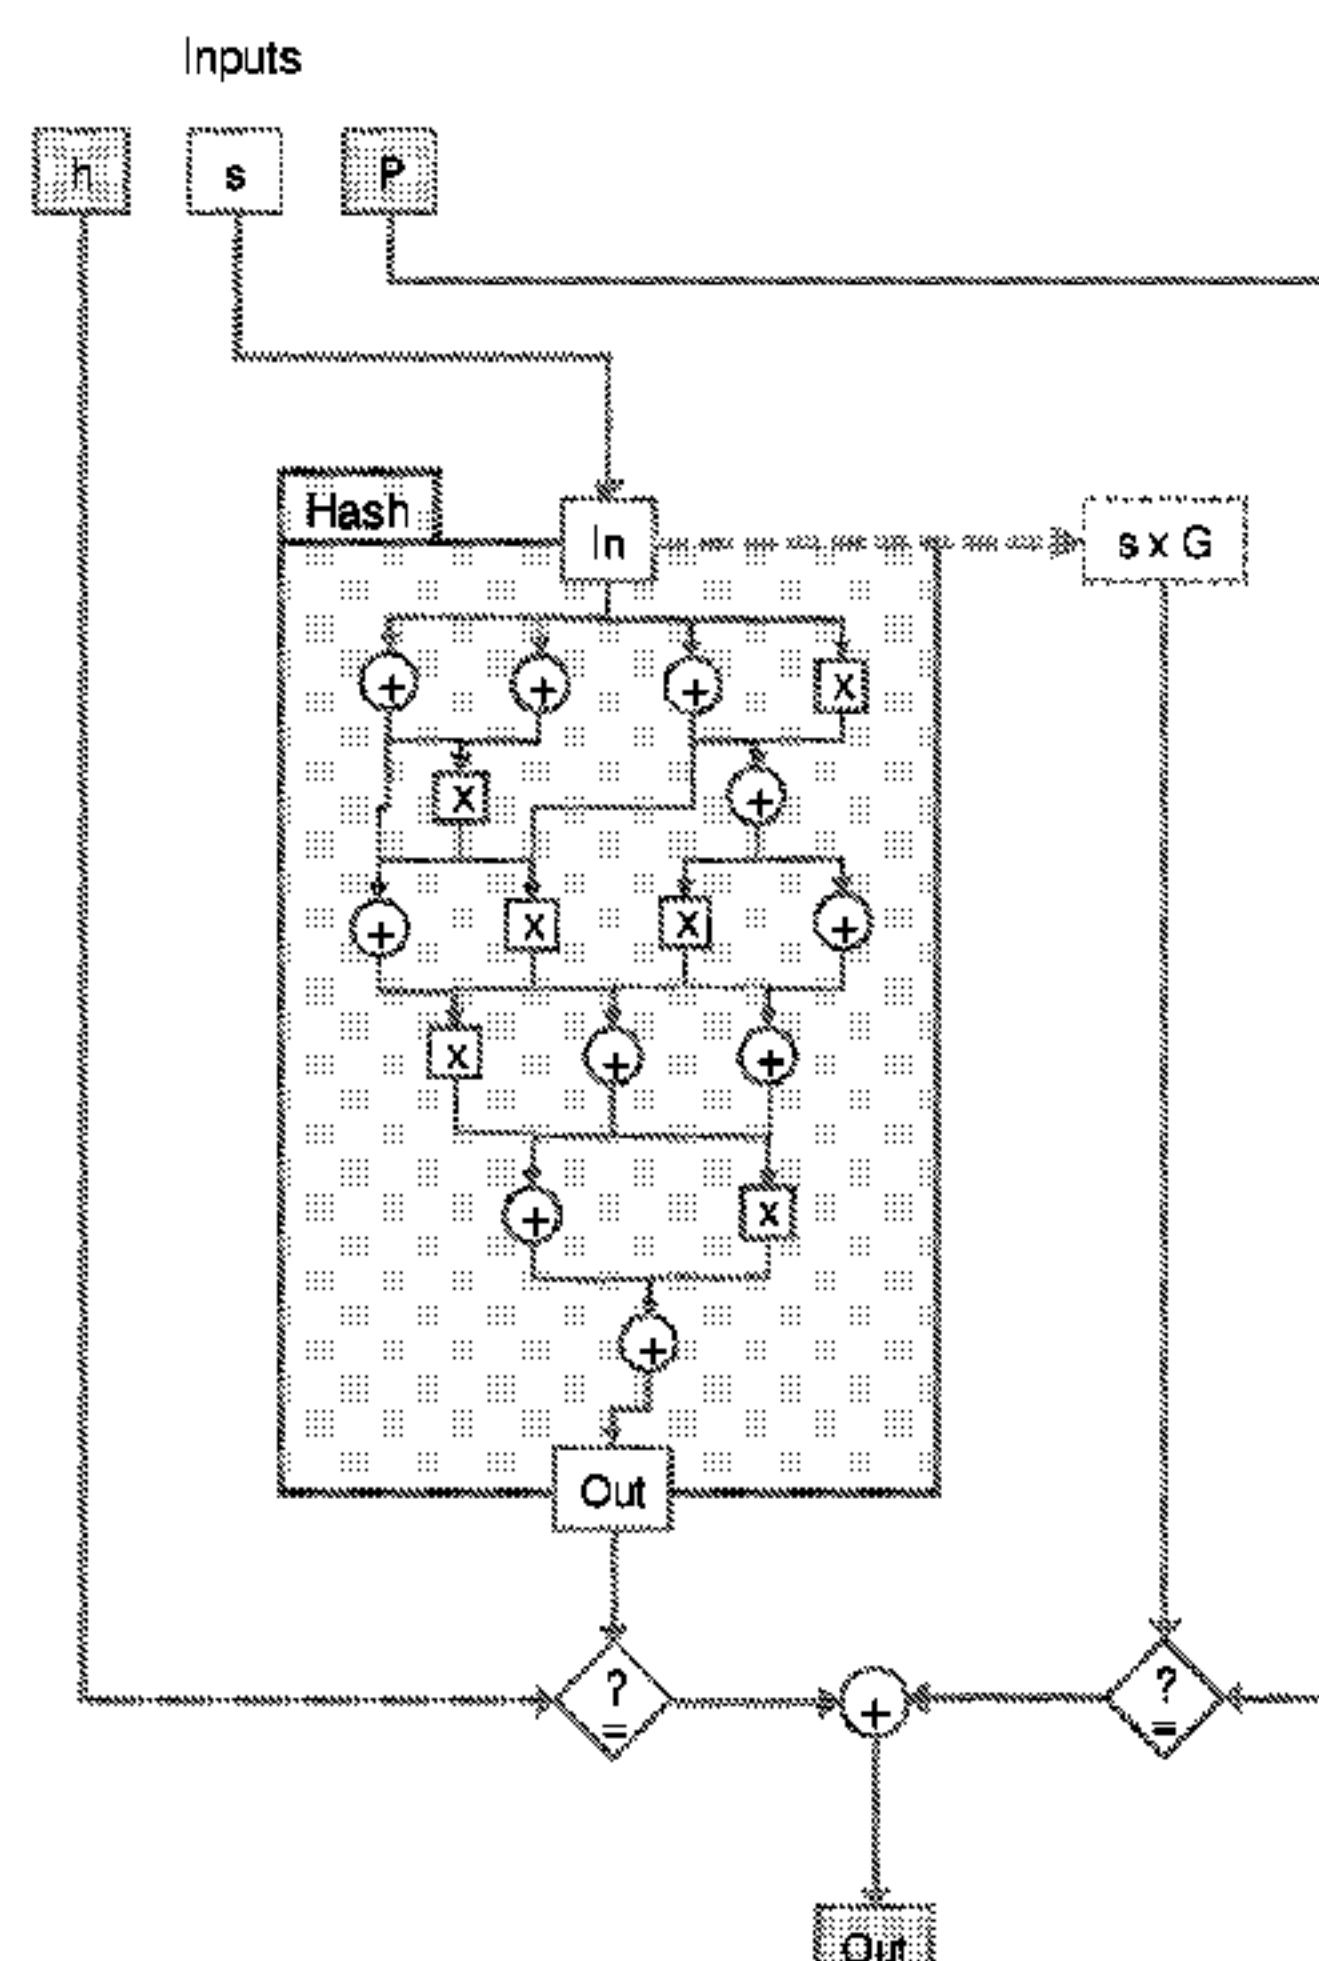 Inputs
h s P
Hash In s x G
+ + + x
x +
+ x x +
x + +
+ x
+
Out
? + ?
= =
Out